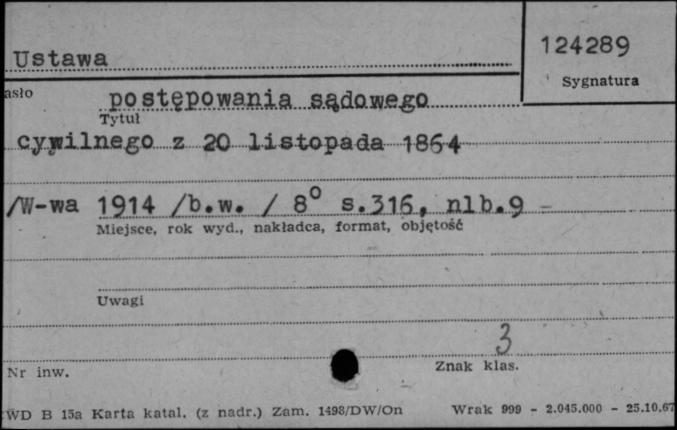 Ustawa
124289
Sygnatura
asło
postępowania sądowego
Tytuł
cywilnego z 20 listopada 1864
/W-wa 1914 /b.w. / 8° s.316, nlb.9 -
Miejsce, rok wyd., nakładca, format, objętość
Uwagi
3
Nr inw.
Znak klas.
WD B 15a Karta katal. (z nadr.) Zam. 1498/DW/On Wrak 999 - 2.045.000 - 25.10.67